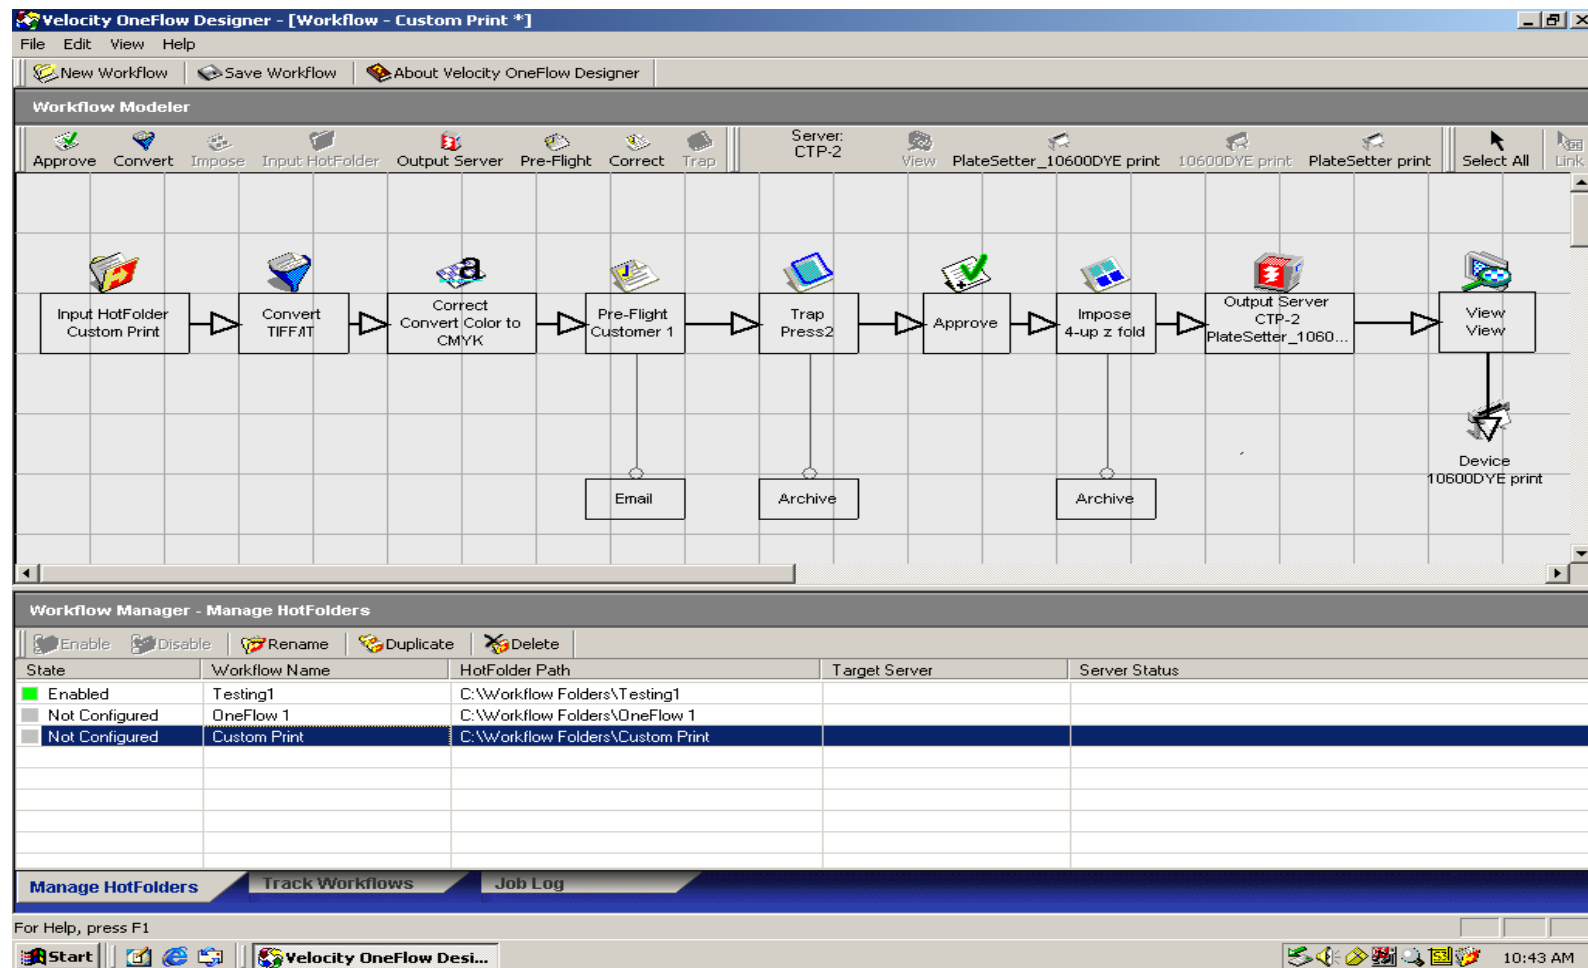 Velocity OneFlow Designer - [Workflow - Custom Print *]
File Edit View Help
New Workflow Save Workflow About Velocity OneFlow Designer
Workflow Modeler
Approve Convert Impose Input HotFolder Output Server Pre-Flight Correct Trap
Server:
CTP-2
View PlateSetter_10600DYE print 10600DYE print PlateSetter print Select All Link
Input HotFolder
Custom Print
Convert
TIFF/IT
a
Correct
Convert Color to
CMYK
Pre-Flight
Customer 1
Trap
Press2
Approve
Impose
4-up z fold
Output Server
CTP-2
PlateSetter_1060...
View
View
Device
10600DYE print
Email
Archive
Archive
Workflow Manager - Manage HotFolders
Enable Disable Rename Duplicate Delete
State Workflow Name HotFolder Path Target Server Server Status
Enabled Testing1 C:\Workflow Folders\Testing1
Not Configured OneFlow 1 C:\Workflow Folders\OneFlow 1
Not Configured Custom Print C:\Workflow Folders\Custom Print
Manage HotFolders Track Workflows Job Log
For Help, press F1
Start Velocity OneFlow Desi... 10:43 AM